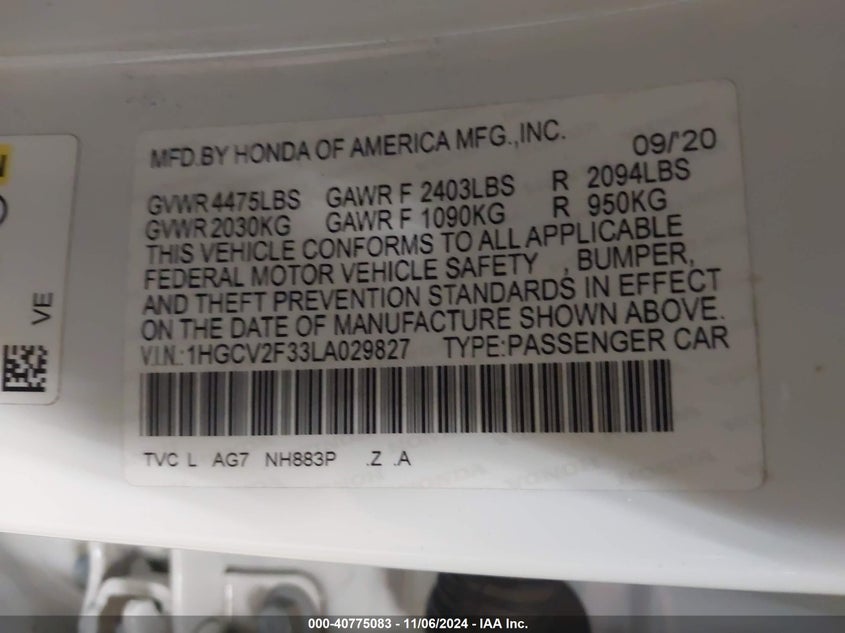 MFD.BY HONDA OF AMERICA MFG.,INC. 09/'20
GVWR 4475LBS GAWR F 2403LBS R 2094LBS
GVWR 2030KG GAWR F 1090KG R 950KG
THIS VEHICLE CONFORMS TO ALL APPLICABLE
FEDERAL MOTOR VEHICLE SAFETY , BUMPER,
AND THEFT PREVENTION STANDARDS IN EFFECT
ON THE DATE OF MANUFACTURE SHOWN ABOVE.
V.I.N.:1HGCV2F33LA029827 TYPE:PASSENGER CAR
TVC L AG7 NH883P .Z .A
VE
000-40775083 - 11/06/2024 - IAA Inc.